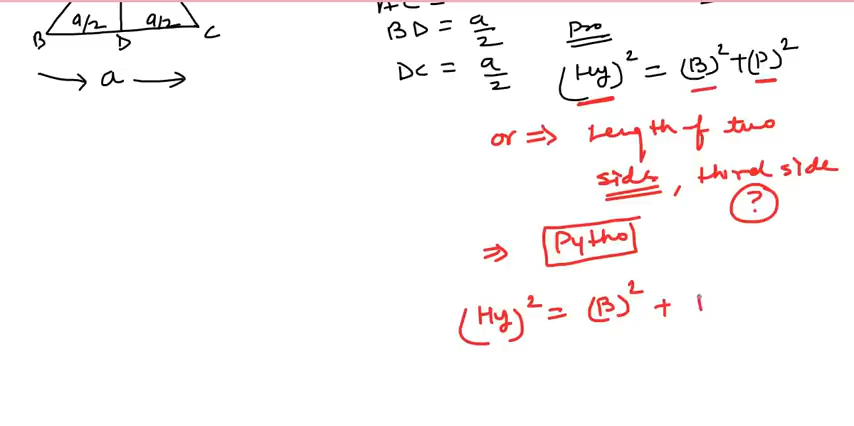 a/2 a/2
B D C
→ a →
BD = a/2
DC = a/2
Pro
(Hy)² = (B)² + (P)²
or ⇒ Length of two
sides, third side
?
⇒ Pytho
(Hy)² = (B)² +